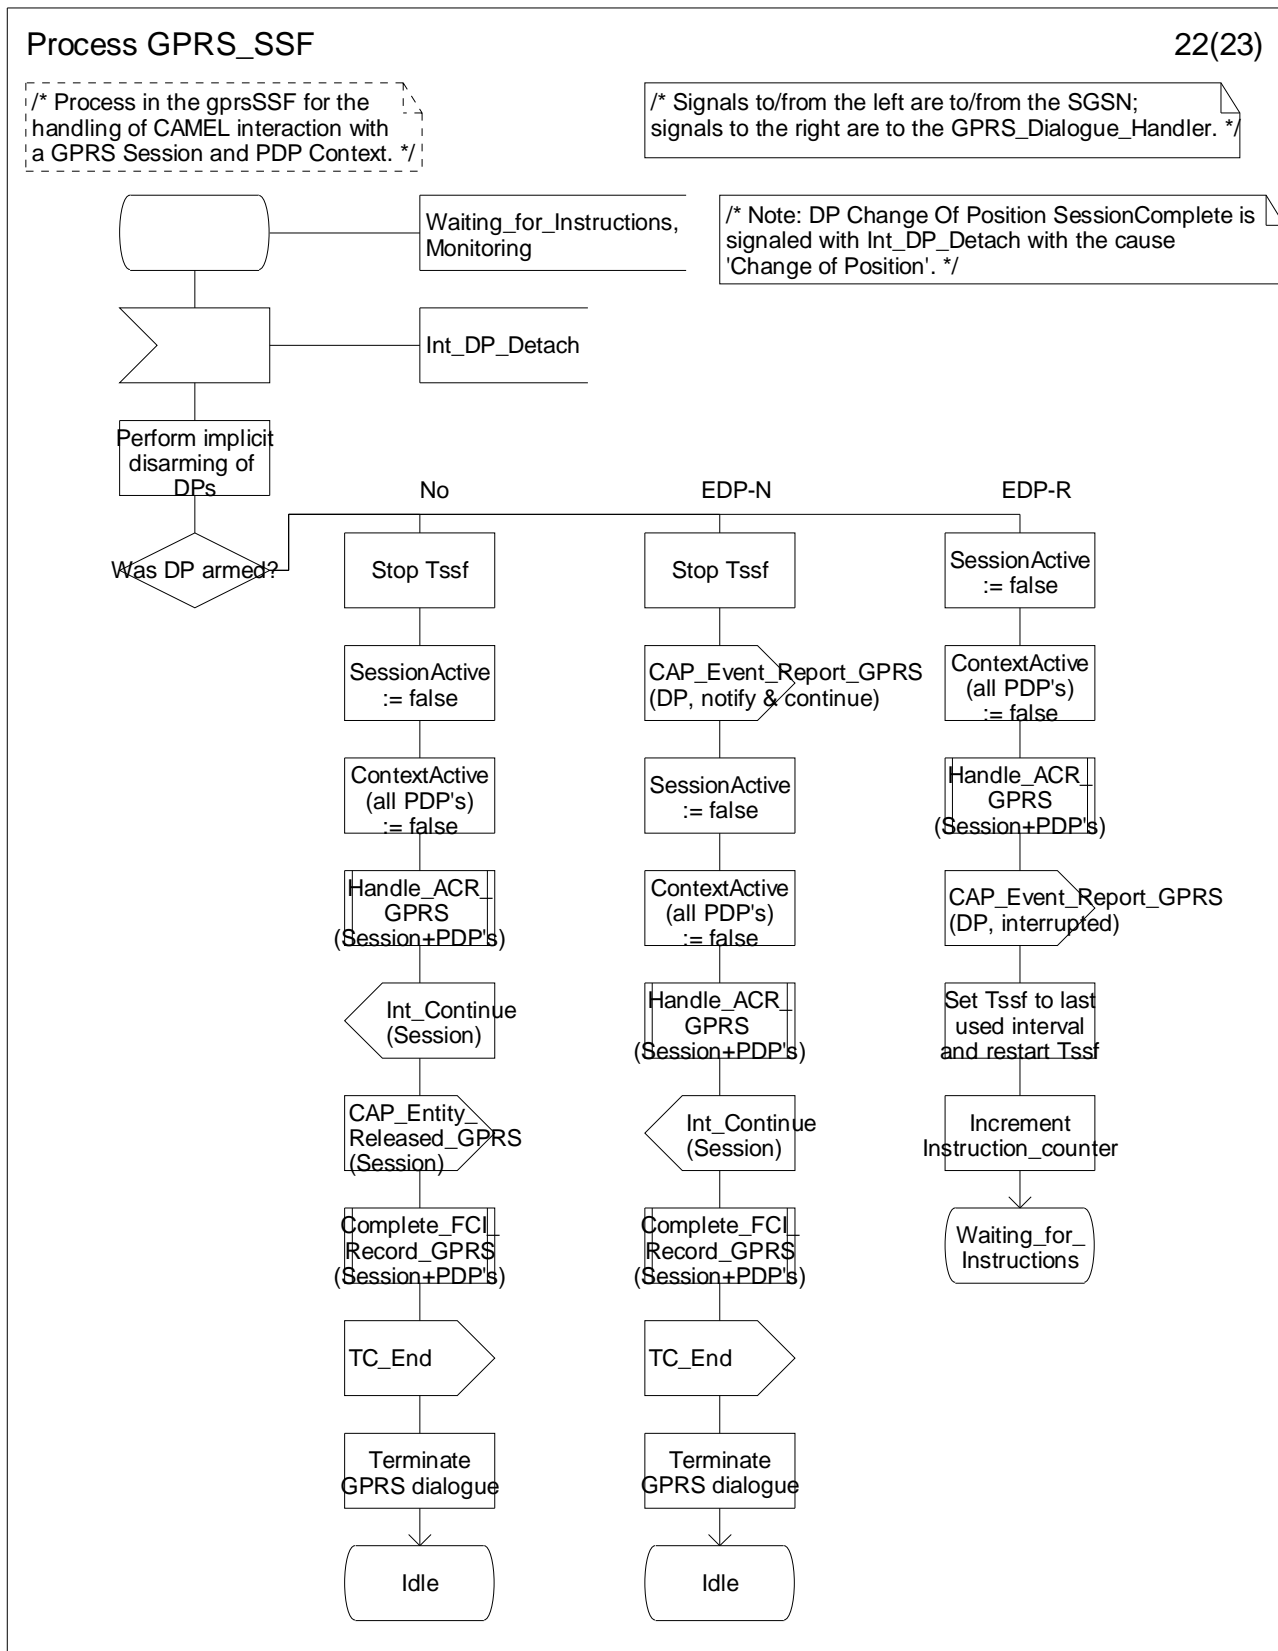 Process GPRS_SSF
22(23)
/* Process in the gprsSSF for the
handling of CAMEL interaction with
a GPRS Session and PDP Context. */
/* Signals to/from the left are to/from the SGSN;
signals to the right are to the GPRS_Dialogue_Handler. */
Waiting_for_Instructions,
Monitoring
/* Note: DP Change Of Position SessionComplete is
signaled with Int_DP_Detach with the cause
'Change of Position'. */
Int_DP_Detach
Perform implicit
disarming of
DPs
Was DP armed?
No
Stop Tssf
SessionActive
:= false
ContextActive
(all PDP's)
:= false
Handle_ACR_
GPRS
(Session+PDP's)
Int_Continue
(Session)
CAP_Entity_
Released_GPRS
(Session)
Complete_FCI_
Record_GPRS
(Session+PDP's)
TC_End
Terminate
GPRS dialogue
Idle
EDP-N
Stop Tssf
CAP_Event_Report_GPRS
(DP, notify & continue)
SessionActive
:= false
ContextActive
(all PDP's)
:= false
Handle_ACR_
GPRS
(Session+PDP's)
Int_Continue
(Session)
Complete_FCI_
Record_GPRS
(Session+PDP's)
TC_End
Terminate
GPRS dialogue
Idle
EDP-R
SessionActive
:= false
ContextActive
(all PDP's)
:= false
Handle_ACR_
GPRS
(Session+PDP's)
CAP_Event_Report_GPRS
(DP, interrupted)
Set Tssf to last
used interval
and restart Tssf
Increment
Instruction_counter
Waiting_for_
Instructions